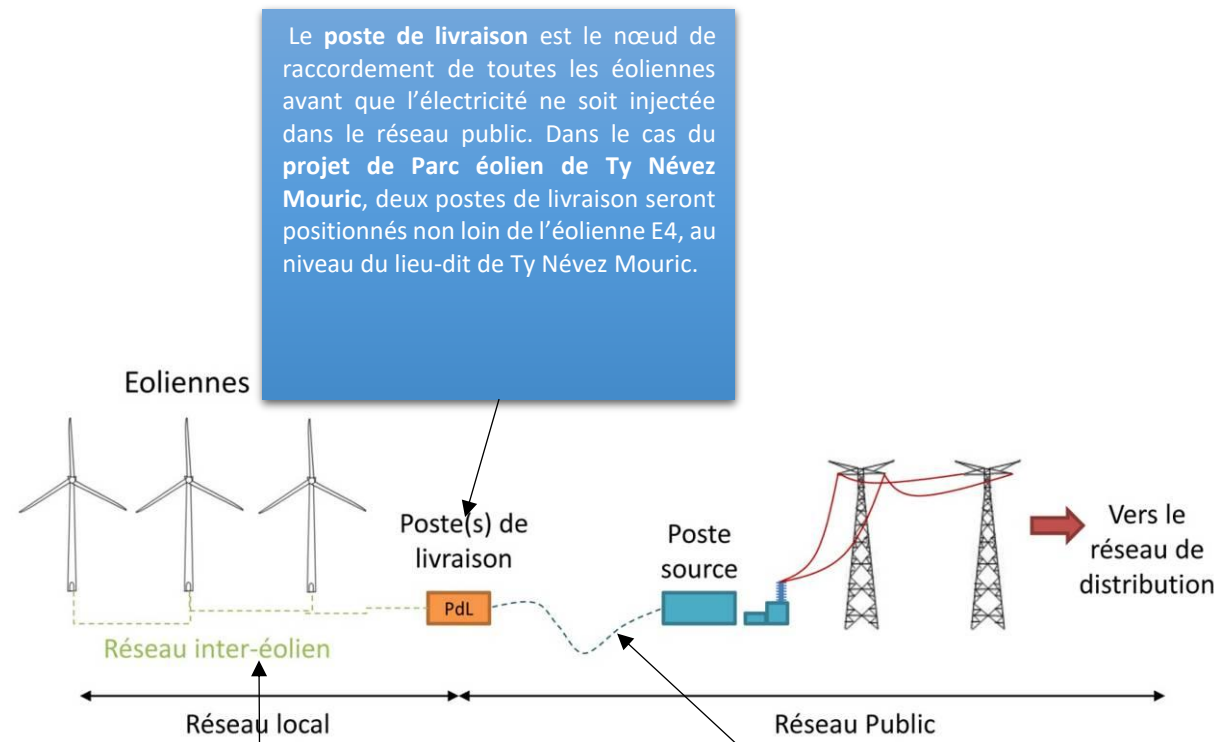 Le poste de livraison est le nœud de
raccordement de toutes les éoliennes
avant que l’électricité ne soit injectée
dans le réseau public. Dans le cas du
projet de Parc éolien de Ty Névez
Mouric, deux postes de livraison seront
positionnés non loin de l’éolienne E4, au
niveau du lieu-dit de Ty Névez Mouric.
Eoliennes
Poste(s) de
livraison
PdL
Poste
source
Vers le
réseau de
distribution
Réseau inter-éolien
Réseau local
Réseau Public